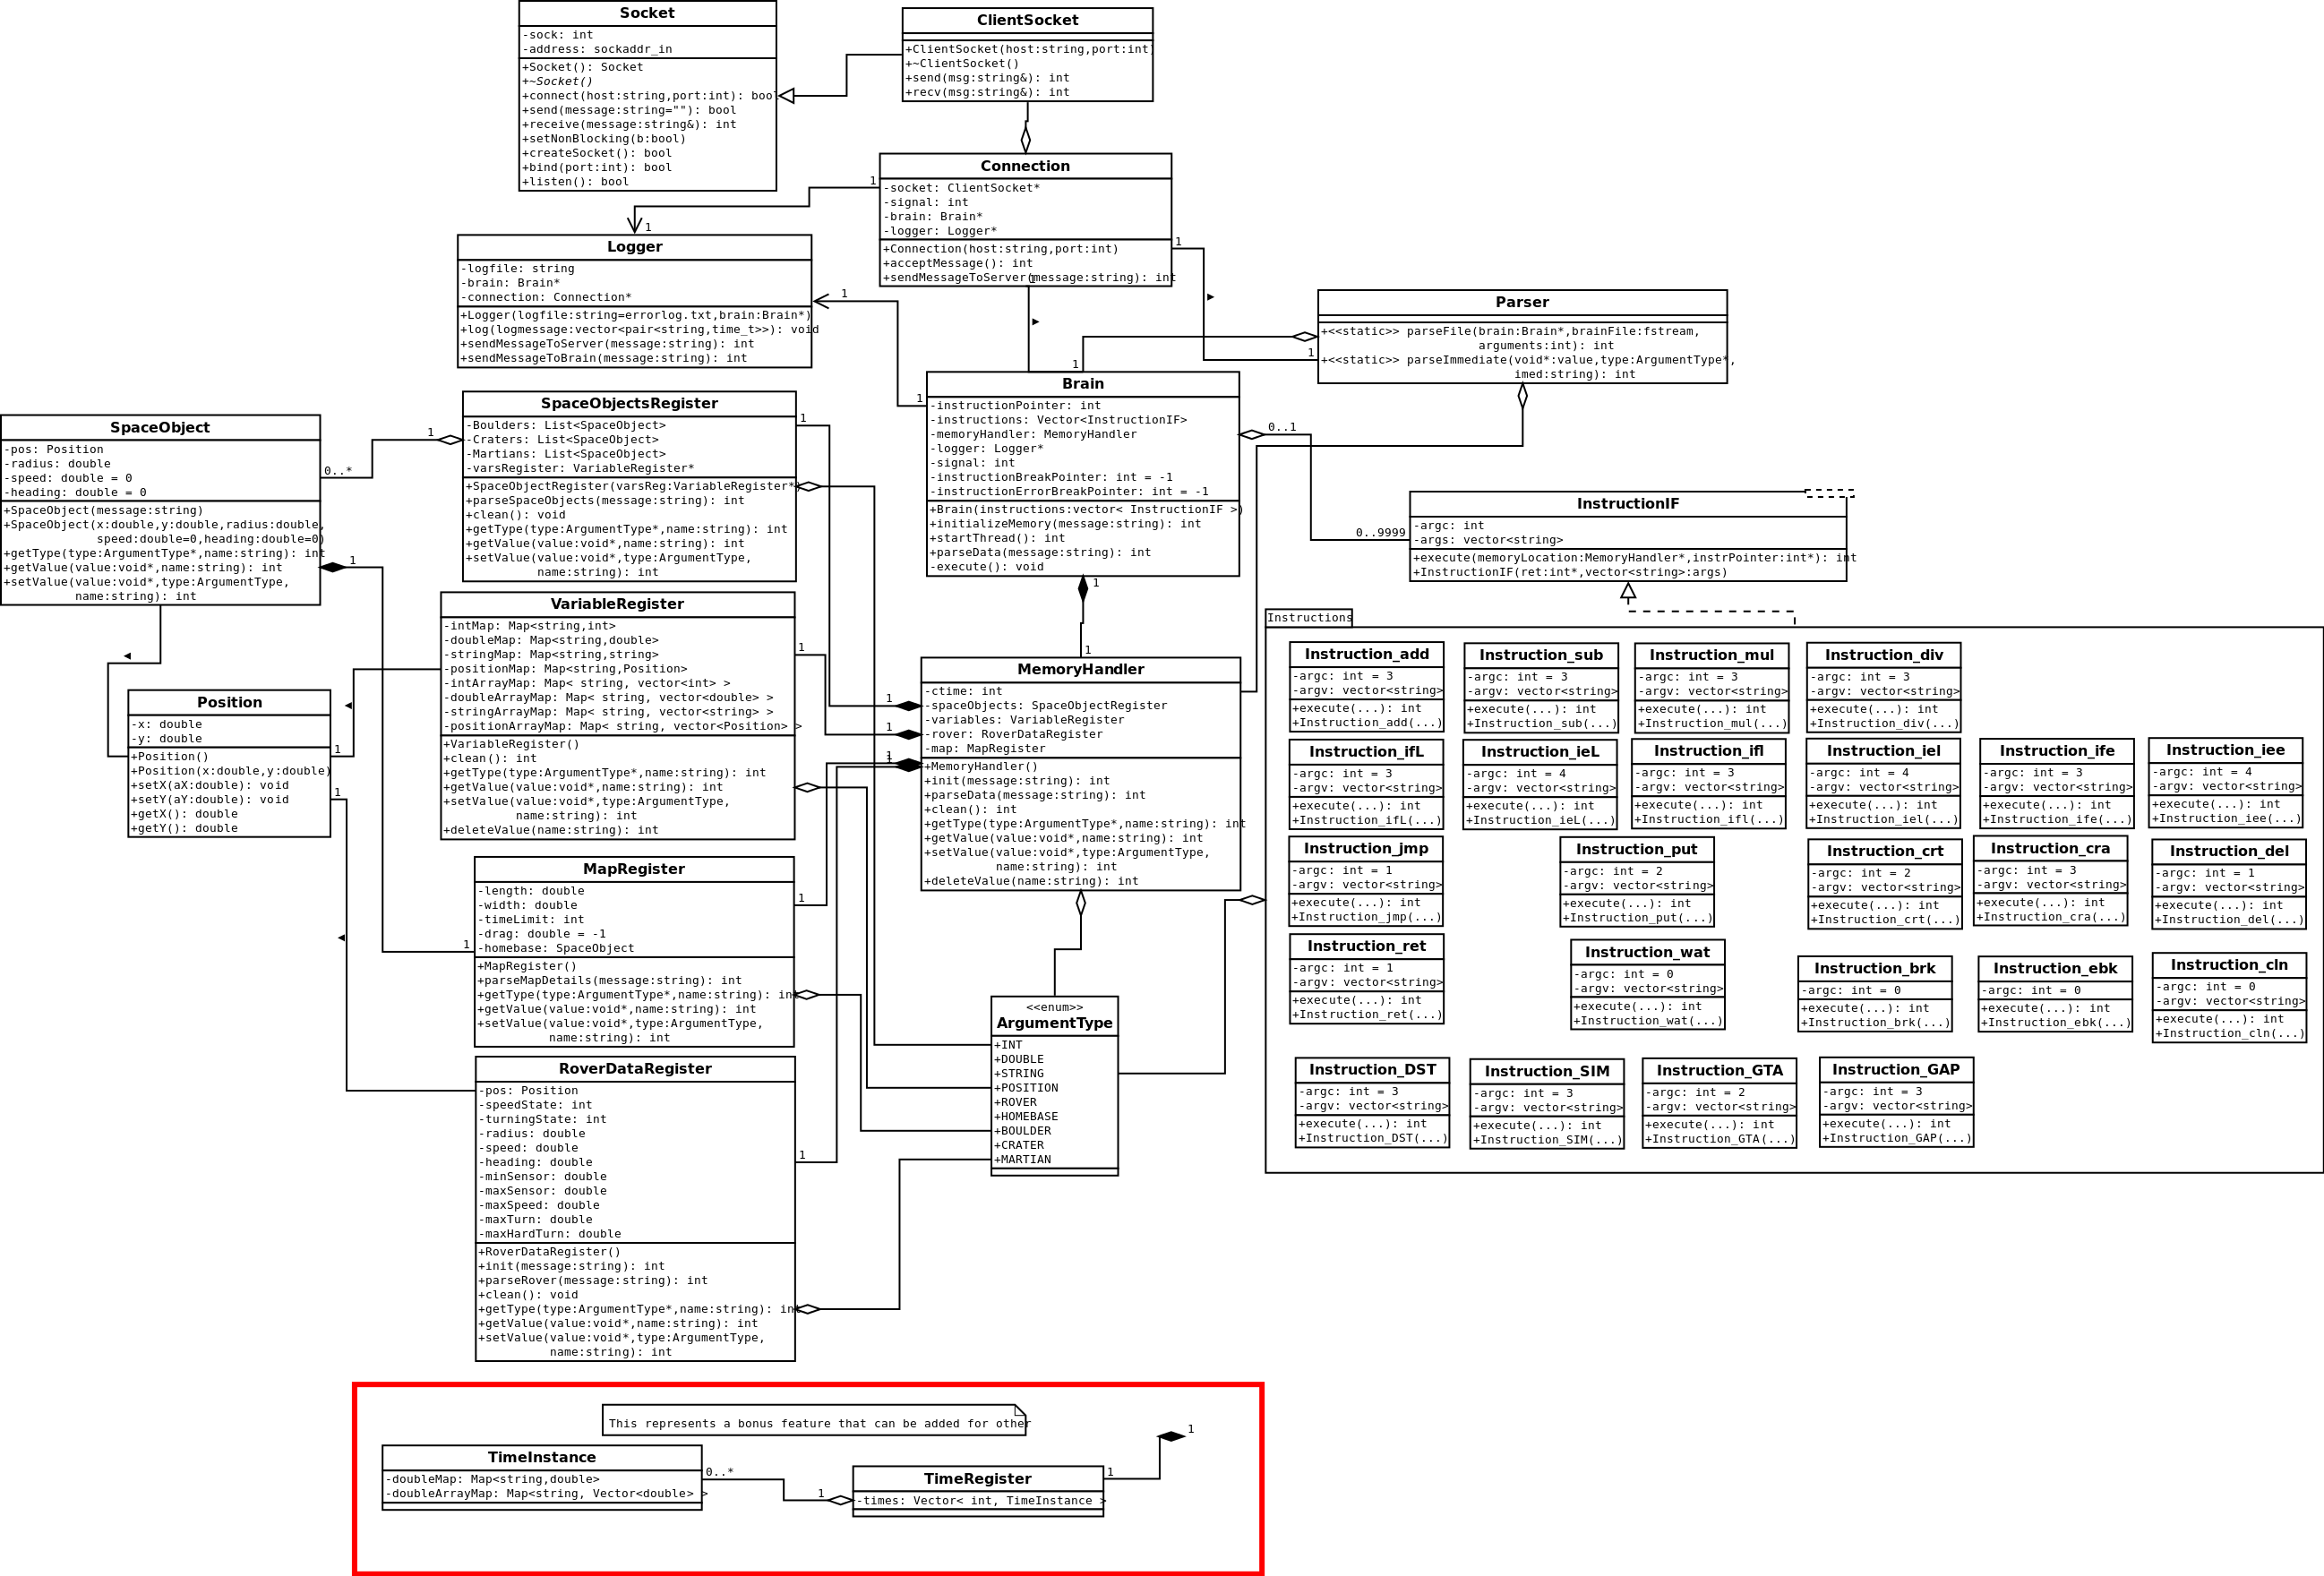 Socket
-sock: int
-address: sockaddr_in
+Socket(): Socket
+~Socket()
+connect(host:string,port:int): bool
+send(message:string=""): bool
+receive(message:string&): int
+setNonBlocking(b:bool)
+createSocket(): bool
+bind(port:int): bool
+listen(): bool
ClientSocket
+ClientSocket(host:string,port:int)
+~ClientSocket()
+send(msg:string&): int
+recv(msg:string&): int
Connection
-socket: ClientSocket*
-signal: int
-brain: Brain*
-logger: Logger*
+Connection(host:string,port:int)
+acceptMessage(): int
+sendMessageToServer(message:string): int
1
1
1
1
Logger
-logfile: string
-brain: Brain*
-connection: Connection*
+Logger(logfile:string=errorlog.txt,brain:Brain*)
+log(logmessage:vector<pair<string,time_t>>): void
+sendMessageToServer(message:string): int
+sendMessageToBrain(message:string): int
1
1
Parser
+<<static>> parseFile(brain:Brain*,brainFile:fstream,
arguments:int): int
+<<static>> parseImmediate(void*:value,type:ArgumentType*,
imed:string): int
1
1
Brain
-instructionPointer: int
-instructions: Vector<InstructionIF>
-memoryHandler: MemoryHandler
-logger: Logger*
-signal: int
-instructionBreakPointer: int = -1
-instructionErrorBreakPointer: int = -1
+Brain(instructions:vector< InstructionIF >)
+initializeMemory(message:string): int
+startThread(): int
+parseData(message:string): int
-execute(): void
0..1
0..9999
1
1
InstructionIF
-argc: int
-args: vector<string>
+execute(memoryLocation:MemoryHandler*,instrPointer:int*): int
+InstructionIF(ret:int*,vector<string>:args)
SpaceObject
-pos: Position
-radius: double
-speed: double = 0
-heading: double = 0
+SpaceObject(message:string)
+SpaceObject(x:double,y:double,radius:double,
speed:double=0,heading:double=0)
+getType(type:ArgumentType*,name:string): int
+getValue(value:void*,name:string): int
+setValue(value:void*,type:ArgumentType,
name:string): int
0..*
1
1
SpaceObjectsRegister
-Boulders: List<SpaceObject>
-Craters: List<SpaceObject>
-Martians: List<SpaceObject>
-varsRegister: VariableRegister*
+SpaceObjectRegister(varsReg:VariableRegister*)
+parseSpaceObjects(message:string): int
+clean(): void
+getType(type:ArgumentType*,name:string): int
+getValue(value:void*,name:string): int
+setValue(value:void*,type:ArgumentType,
name:string): int
1
VariableRegister
-intMap: Map<string,int>
-doubleMap: Map<string,double>
-stringMap: Map<string,string>
-positionMap: Map<string,Position>
-intArrayMap: Map< string, vector<int> >
-doubleArrayMap: Map< string, vector<double> >
-stringArrayMap: Map< string, vector<string> >
-positionArrayMap: Map< string, vector<Position> >
+VariableRegister()
+clean(): int
+getType(type:ArgumentType*,name:string): int
+getValue(value:void*,name:string): int
+setValue(value:void*,type:ArgumentType,
name:string): int
+deleteValue(name:string): int
1
Position
-x: double
-y: double
+Position()
+Position(x:double,y:double)
+setX(aX:double): void
+setY(aY:double): void
+getX(): double
+getY(): double
1
1
MemoryHandler
-ctime: int
-spaceObjects: SpaceObjectRegister
-variables: VariableRegister
-rover: RoverDataRegister
-map: MapRegister
+MemoryHandler()
+init(message:string): int
+parseData(message:string): int
+clean(): int
+getType(type:ArgumentType*,name:string): int
+getValue(value:void*,name:string): int
+setValue(value:void*,type:ArgumentType,
name:string): int
+deleteValue(name:string): int
1
1
1
1
MapRegister
-length: double
-width: double
-timeLimit: int
-drag: double = -1
-homebase: SpaceObject
+MapRegister()
+parseMapDetails(message:string): int
+getType(type:ArgumentType*,name:string): int
+getValue(value:void*,name:string): int
+setValue(value:void*,type:ArgumentType,
name:string): int
1
1
RoverDataRegister
-pos: Position
-speedState: int
-turningState: int
-radius: double
-speed: double
-heading: double
-minSensor: double
-maxSensor: double
-maxSpeed: double
-maxTurn: double
-maxHardTurn: double
+RoverDataRegister()
+init(message:string): int
+parseRover(message:string): int
+clean(): void
+getType(type:ArgumentType*,name:string): int
+getValue(value:void*,name:string): int
+setValue(value:void*,type:ArgumentType,
name:string): int
1
<<enum>>
ArgumentType
+INT
+DOUBLE
+STRING
+POSITION
+ROVER
+HOMEBASE
+BOULDER
+CRATER
+MARTIAN
Instructions
Instruction_add
-argc: int = 3
-argv: vector<string>
+execute(...): int
+Instruction_add(...)
Instruction_sub
-argc: int = 3
-argv: vector<string>
+execute(...): int
+Instruction_sub(...)
Instruction_mul
-argc: int = 3
-argv: vector<string>
+execute(...): int
+Instruction_mul(...)
Instruction_div
-argc: int = 3
-argv: vector<string>
+execute(...): int
+Instruction_div(...)
Instruction_ifL
-argc: int = 3
-argv: vector<string>
+execute(...): int
+Instruction_ifL(...)
Instruction_ieL
-argc: int = 4
-argv: vector<string>
+execute(...): int
+Instruction_ieL(...)
Instruction_ifl
-argc: int = 3
-argv: vector<string>
+execute(...): int
+Instruction_ifl(...)
Instruction_iel
-argc: int = 4
-argv: vector<string>
+execute(...): int
+Instruction_iel(...)
Instruction_ife
-argc: int = 3
-argv: vector<string>
+execute(...): int
+Instruction_ife(...)
Instruction_iee
-argc: int = 4
-argv: vector<string>
+execute(...): int
+Instruction_iee(...)
Instruction_jmp
-argc: int = 1
-argv: vector<string>
+execute(...): int
+Instruction_jmp(...)
Instruction_put
-argc: int = 2
-argv: vector<string>
+execute(...): int
+Instruction_put(...)
Instruction_crt
-argc: int = 2
-argv: vector<string>
+execute(...): int
+Instruction_crt(...)
Instruction_cra
-argc: int = 3
-argv: vector<string>
+execute(...): int
+Instruction_cra(...)
Instruction_del
-argc: int = 1
-argv: vector<string>
+execute(...): int
+Instruction_del(...)
Instruction_ret
-argc: int = 1
-argv: vector<string>
+execute(...): int
+Instruction_ret(...)
Instruction_wat
-argc: int = 0
-argv: vector<string>
+execute(...): int
+Instruction_wat(...)
Instruction_brk
-argc: int = 0
+execute(...): int
+Instruction_brk(...)
Instruction_ebk
-argc: int = 0
+execute(...): int
+Instruction_ebk(...)
Instruction_cln
-argc: int = 0
-argv: vector<string>
+execute(...): int
+Instruction_cln(...)
Instruction_DST
-argc: int = 3
-argv: vector<string>
+execute(...): int
+Instruction_DST(...)
Instruction_SIM
-argc: int = 3
-argv: vector<string>
+execute(...): int
+Instruction_SIM(...)
Instruction_GTA
-argc: int = 2
-argv: vector<string>
+execute(...): int
+Instruction_GTA(...)
Instruction_GAP
-argc: int = 3
-argv: vector<string>
+execute(...): int
+Instruction_GAP(...)
This represents a bonus feature that can be added for other
TimeInstance
-doubleMap: Map<string,double>
-doubleArrayMap: Map<string, Vector<double> >
0..*
1
TimeRegister
-times: Vector< int, TimeInstance >
1
1